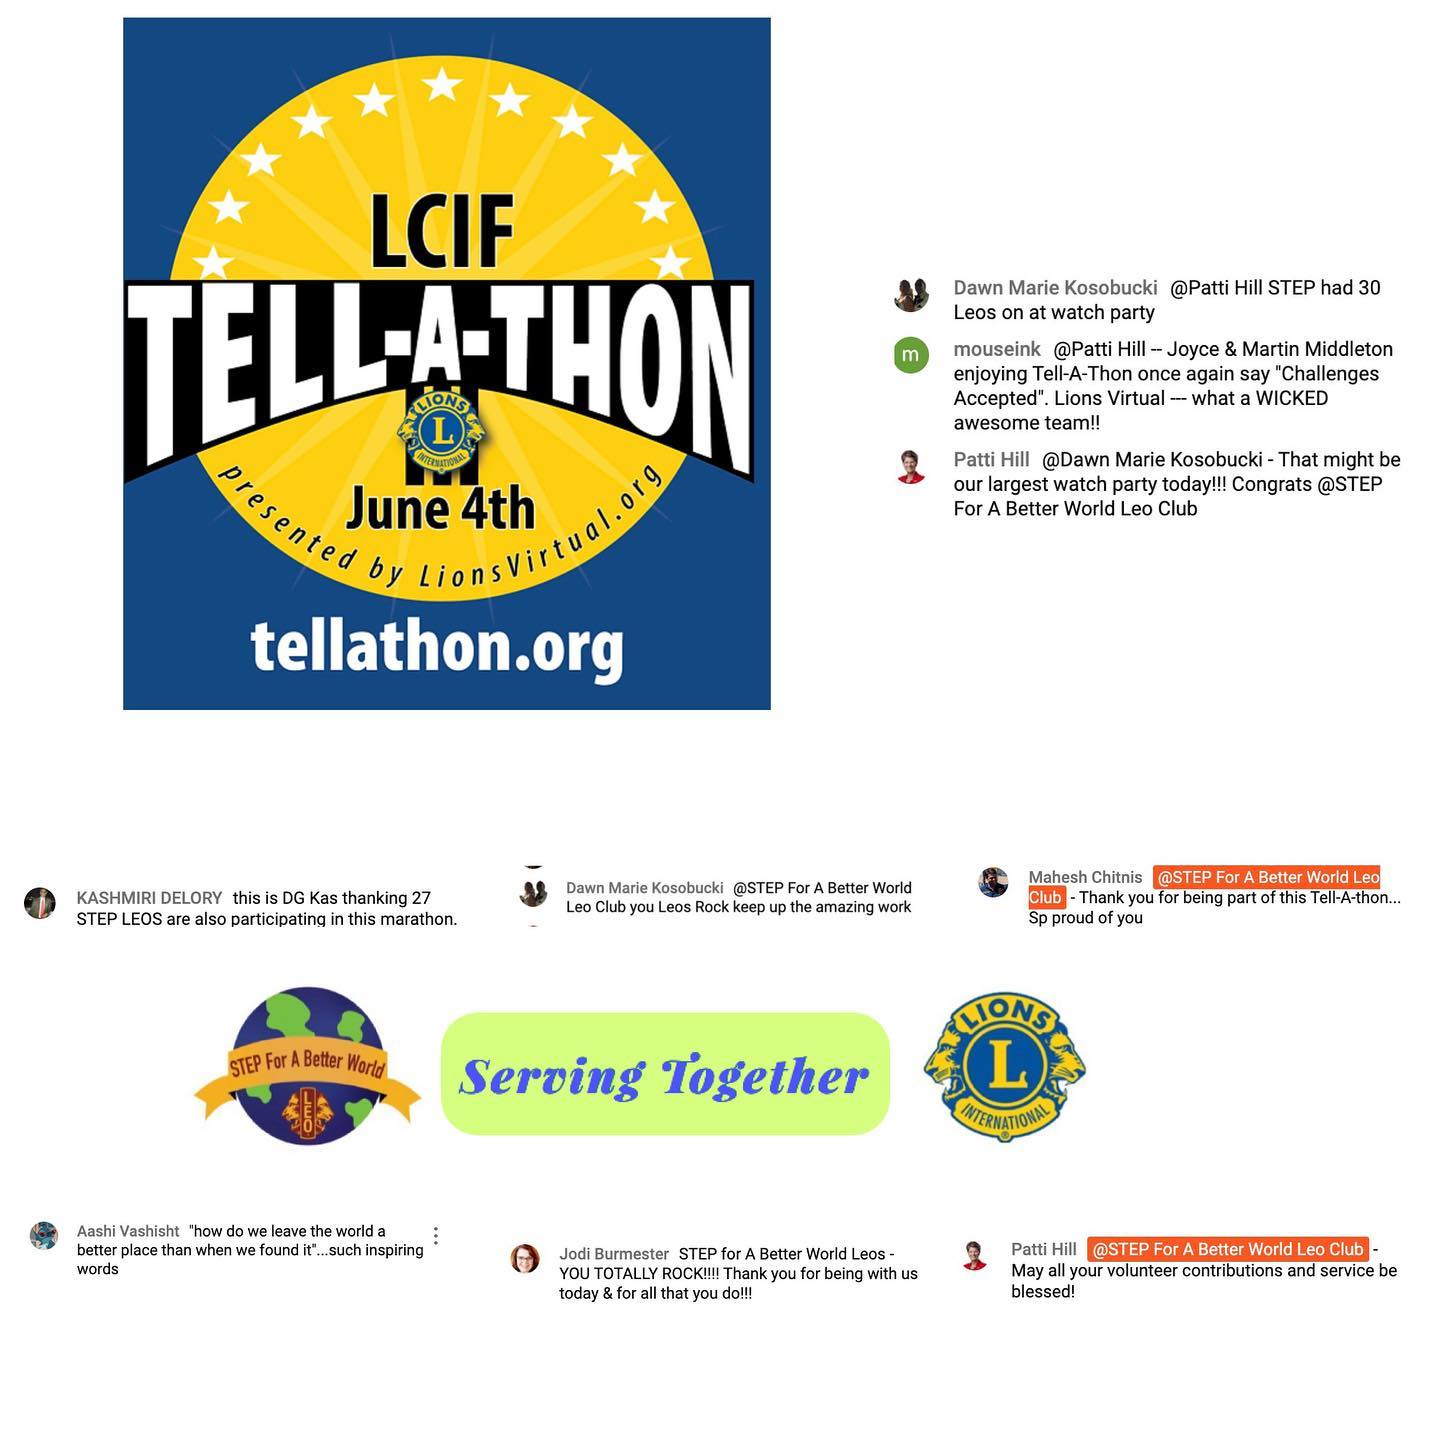 LCIF
TELL-A-THON
LIONS
L
INTERNATIONAL
June 4th
presented by LionsVirtual.org
tellathon.org
Dawn Marie Kosobucki @Patti Hill STEP had 30
Leos on at watch party
m
mouseink @Patti Hill -- Joyce & Martin Middleton
enjoying Tell-A-Thon once again say "Challenges
Accepted". Lions Virtual --- what a WICKED
awesome team!!
Patti Hill @Dawn Marie Kosobucki - That might be
our largest watch party today!!! Congrats @STEP
For A Better World Leo Club
KASHMIRI DELORY this is DG Kas thanking 27
STEP LEOS are also participating in this marathon.
Dawn Marie Kosobucki @STEP For A Better World
Leo Club you Leos Rock keep up the amazing work
Mahesh Chitnis @STEP For A Better World Leo
Club - Thank you for being part of this Tell-A-thon...
Sp proud of you
STEP For A Better World
LEO
Serving Together
LIONS
L
INTERNATIONAL
®
Aashi Vashisht "how do we leave the world a
better place than when we found it"...such inspiring
words
Jodi Burmester STEP for A Better World Leos -
YOU TOTALLY ROCK!!!! Thank you for being with us
today & for all that you do!!!
Patti Hill @STEP For A Better World Leo Club -
May all your volunteer contributions and service be
blessed!